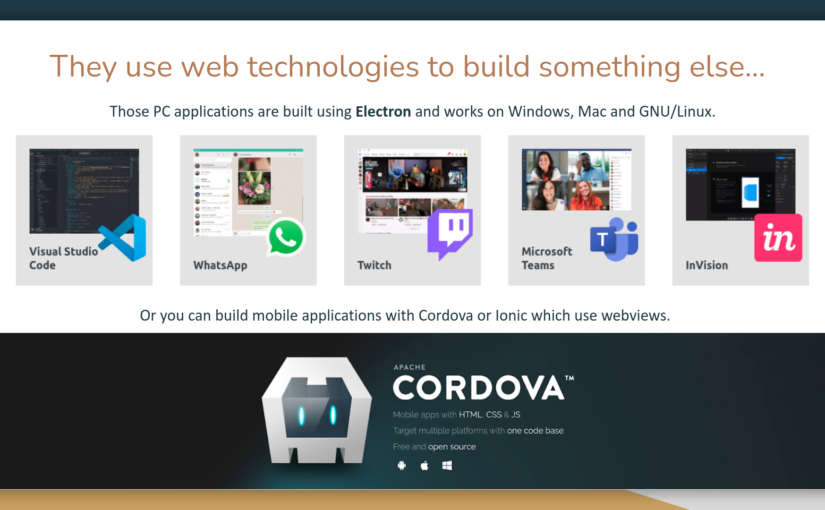 They use web technologies to build something else...
Those PC applications are built using Electron and works on Windows, Mac and GNU/Linux.
Visual Studio
Code
WhatsApp
Twitch
T
Microsoft
Teams
in
InVision
Or you can build mobile applications with Cordova or Ionic which use webviews.
APACHE
CORDOVA™
Mobile apps with HTML, CSS & JS
Target multiple platforms with one code base
Free and open source